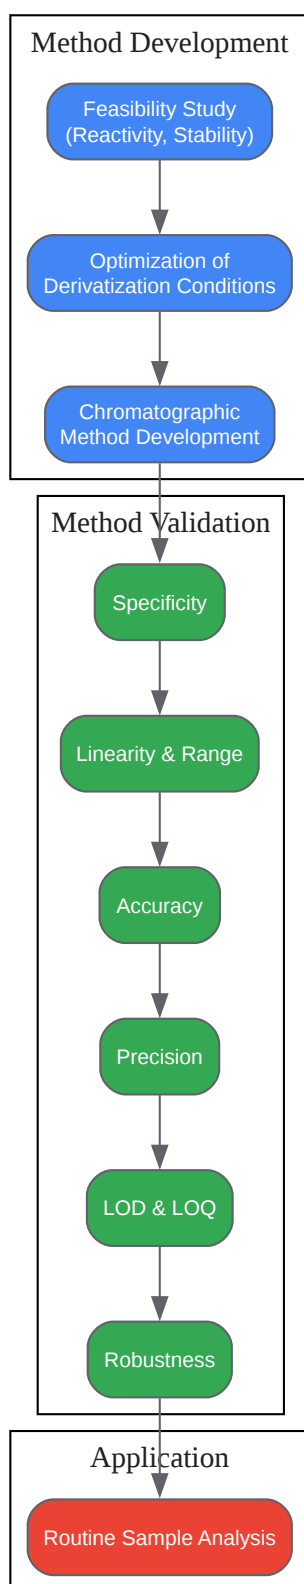 Method Development
Feasibility Study
(Reactivity, Stability)
Optimization of
Derivatization Conditions
Chromatographic
Method Development
Method Validation
Specificity
Linearity & Range
Accuracy
Precision
LOD & LOQ
Robustness
Application
Routine Sample Analysis